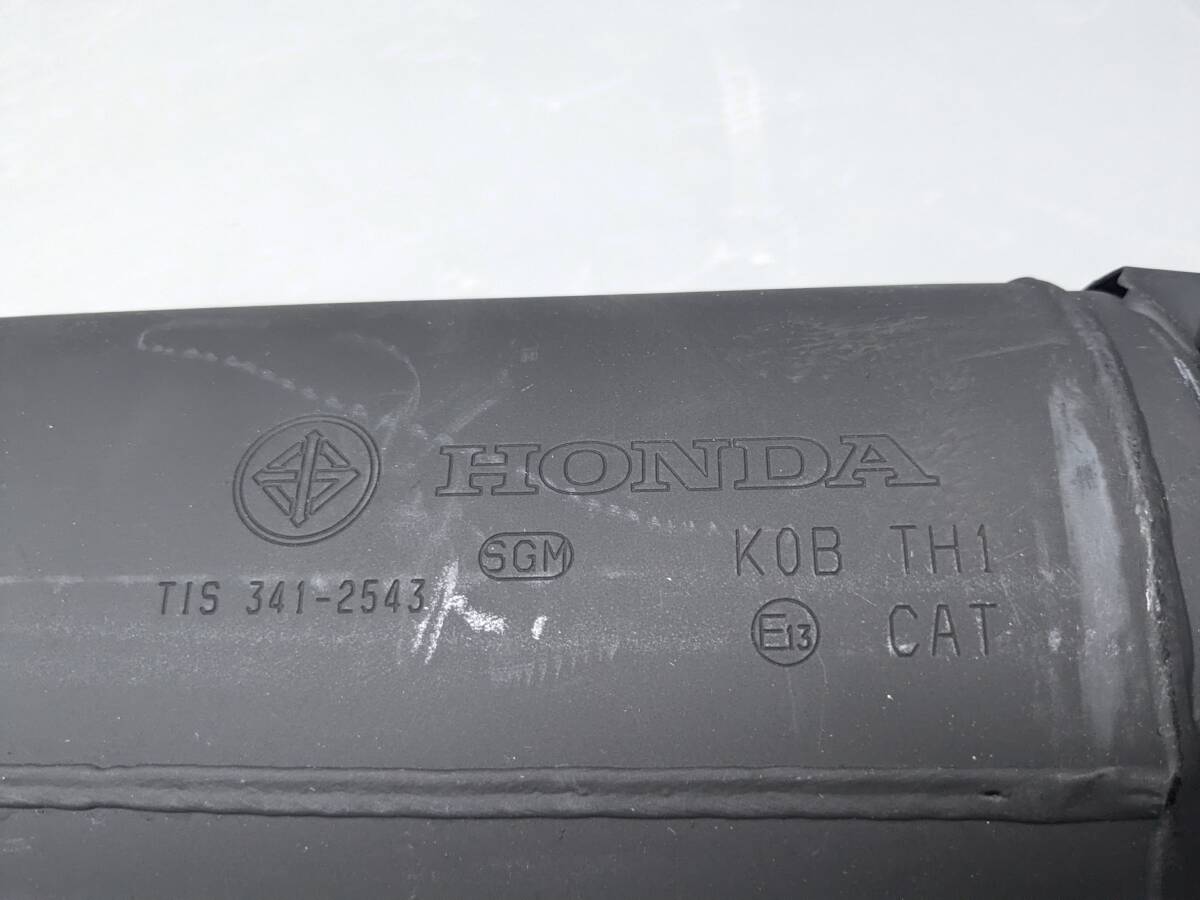 HONDA
SGM
K0B TH1
TIS 341-2543
E13 CAT